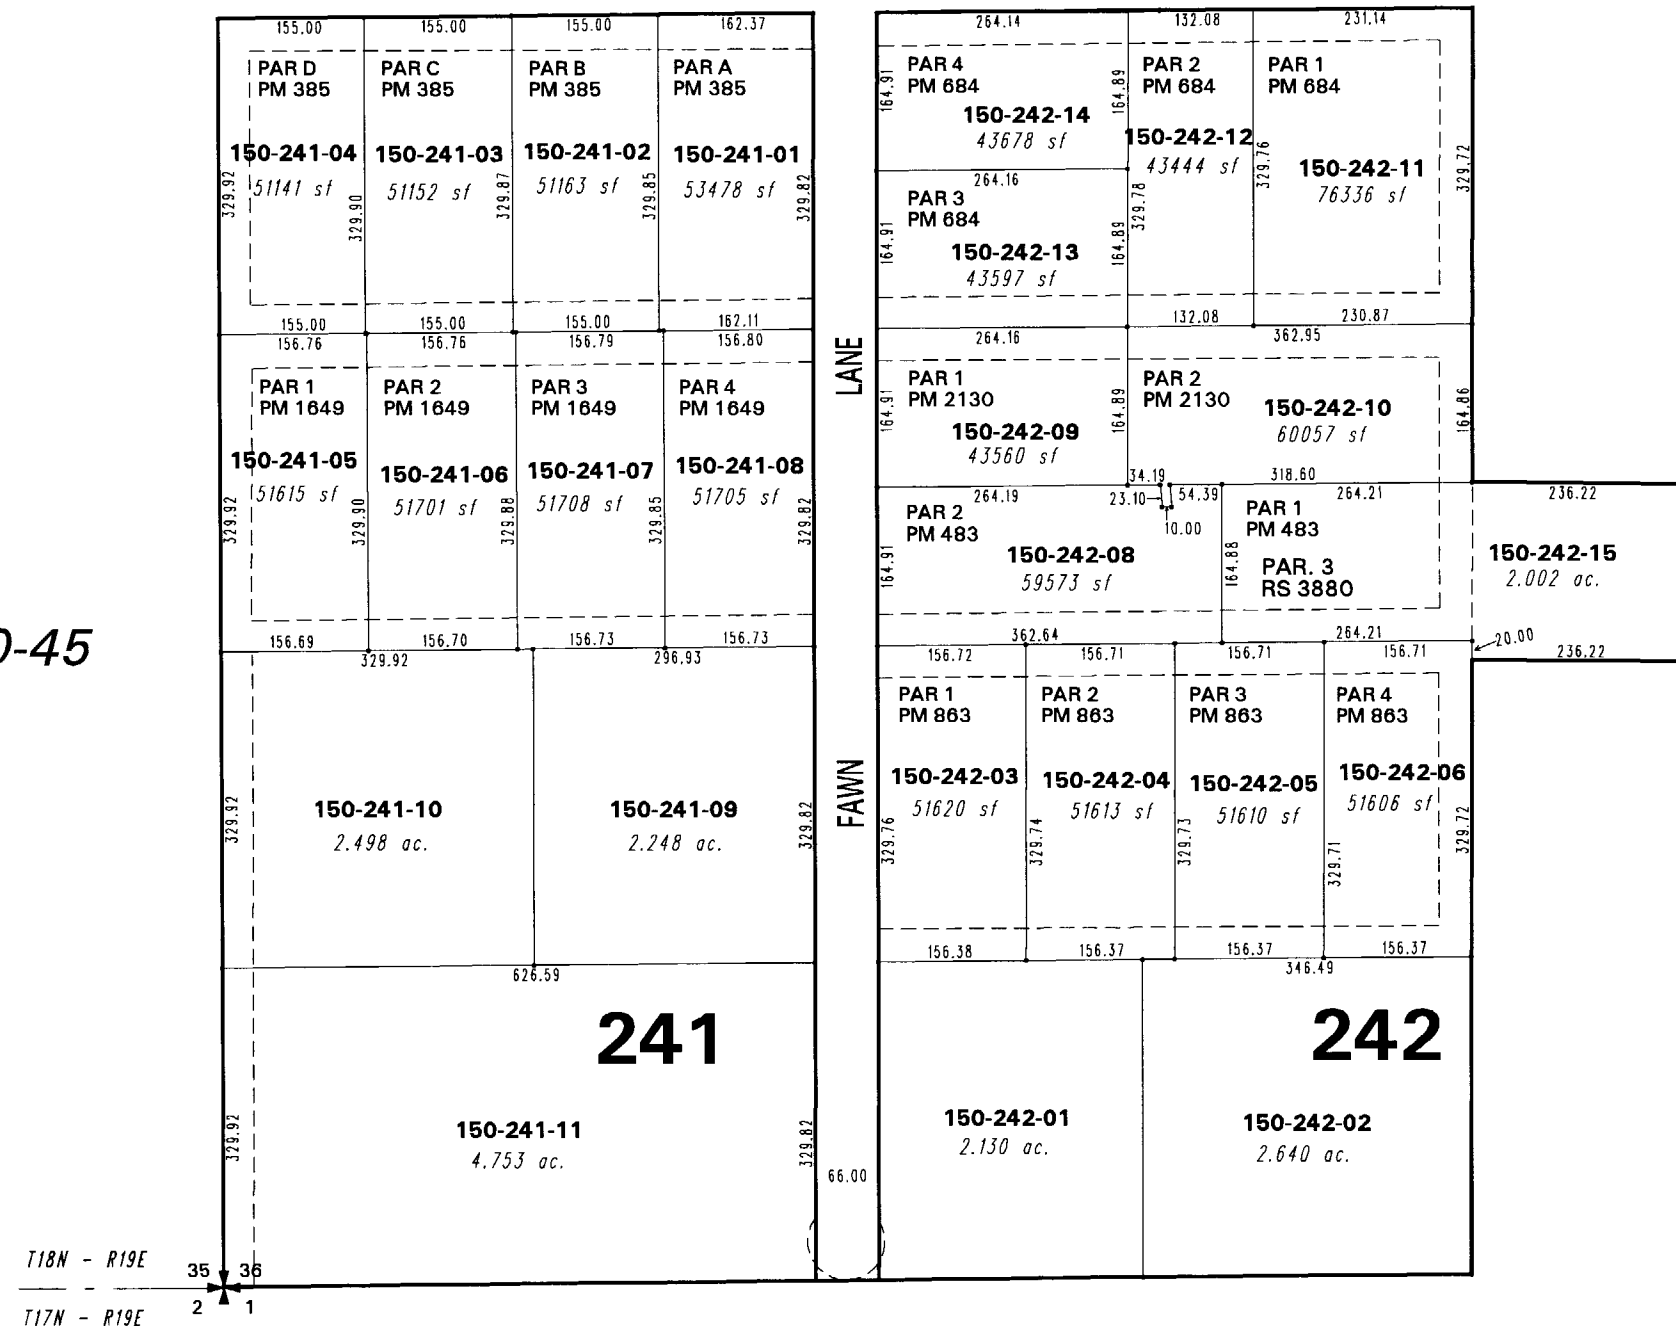 155.00 155.00 155.00 162.37
PAR D PAR C PAR B PAR A
PM 385 PM 385 PM 385 PM 385
150-241-04 150-241-03 150-241-02 150-241-01
51141 sf 51152 sf 51163 sf 53478 sf
329.92 329.90 329.87 329.85 329.82
155.00 155.00 155.00 162.11
156.76 156.76 156.79 156.80
PAR 1 PAR 2 PAR 3 PAR 4
PM 1649 PM 1649 PM 1649 PM 1649
150-241-05 150-241-06 150-241-07 150-241-08
51615 sf 51701 sf 51708 sf 51705 sf
329.92 329.90 329.88 329.85 329.82
0-45
156.69 156.70 156.73 156.73
329.92 296.93
150-241-10 150-241-09
2.498 ac. 2.248 ac.
329.92 329.82
626.59
241
150-241-11
4.753 ac.
329.92 329.82
FAWN LANE
66.00
264.14 132.08 231.14
PAR 4 PAR 2 PAR 1
PM 684 PM 684 PM 684
150-242-14 150-242-12 150-242-11
43678 sf 43444 sf 76336 sf
164.91 164.89 329.78 329.76 329.72
264.16
PAR 3
PM 684
150-242-13
43597 sf
164.91 164.89
132.08 230.87
264.16 362.95
PAR 1 PAR 2
PM 2130 PM 2130
150-242-09 150-242-10
43560 sf 60057 sf
164.91 164.89 164.86
34.19 318.60
264.19 23.10 54.39 264.21 236.22
10.00
PAR 2 PAR 1
PM 483 PM 483
150-242-08 PAR. 3
59573 sf RS 3880
164.91 164.88
150-242-15
2.002 ac.
362.64 264.21 20.00
156.72 156.71 156.71 156.71 236.22
PAR 1 PAR 2 PAR 3 PAR 4
PM 863 PM 863 PM 863 PM 863
150-242-03 150-242-04 150-242-05 150-242-06
51620 sf 51613 sf 51610 sf 51606 sf
329.76 329.74 329.73 329.71 329.72
156.38 156.37 156.37 156.37
346.49
242
150-242-01 150-242-02
2.130 ac. 2.640 ac.
T18N - R19E
35 36
2 1
T17N - R19E